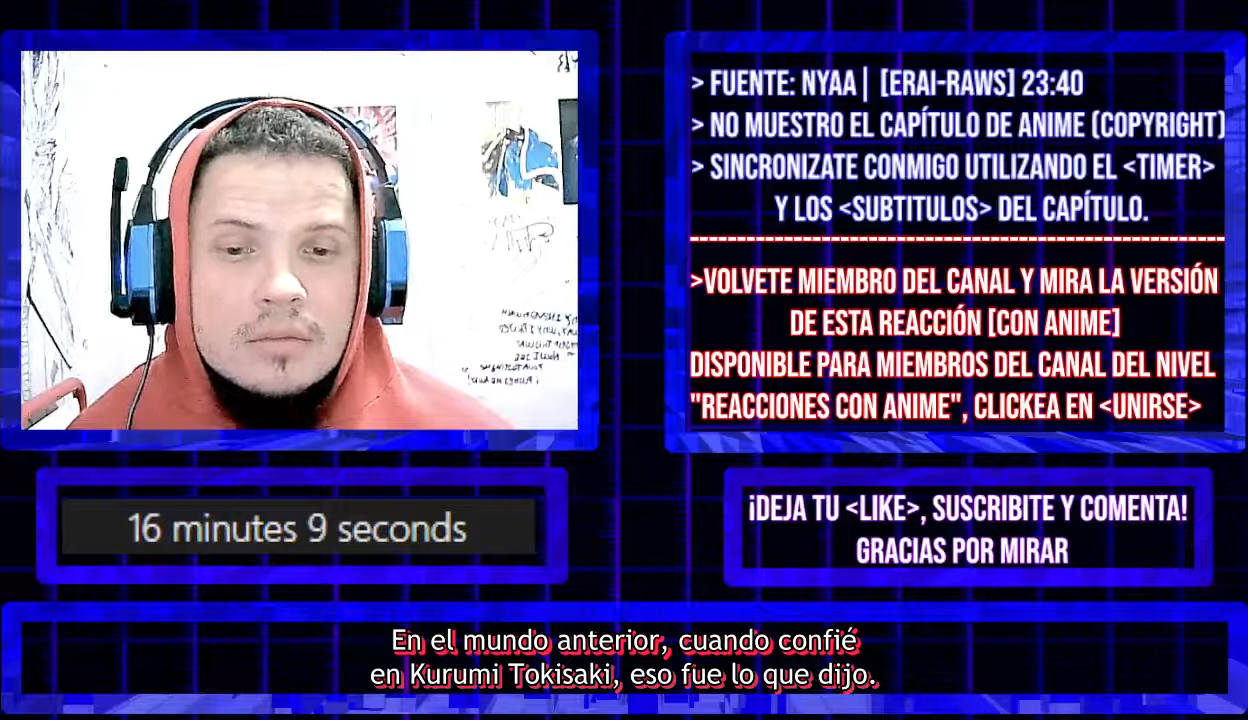 > FUENTE: NYAA| [ERAI-RAWS] 23:40
> NO MUESTRO EL CAPÍTULO DE ANIME (COPYRIGHT)
> SINCRONIZATE CONMIGO UTILIZANDO EL <TIMER>
Y LOS <SUBTITULOS> DEL CAPÍTULO.
>VOLVETE MIEMBRO DEL CANAL Y MIRA LA VERSIÓN
DE ESTA REACCIÓN [CON ANIME]
DISPONIBLE PARA MIEMBROS DEL CANAL DEL NIVEL
"REACCIONES CON ANIME", CLICKEA EN <UNIRSE>
16 minutes 9 seconds
¡DEJA TU <LIKE>, SUSCRIBITE Y COMENTA!
GRACIAS POR MIRAR
En el mundo anterior, cuando confié
en Kurumi Tokisaki, eso fue lo que dijo.